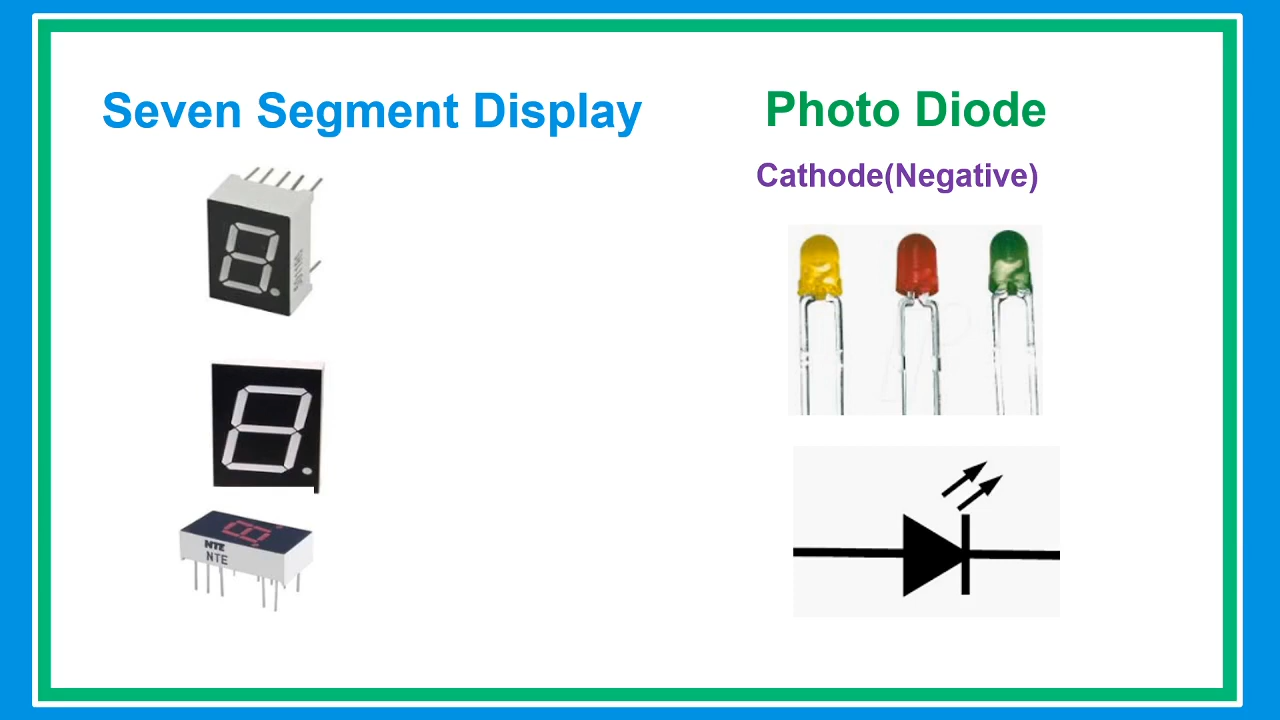 Seven Segment Display
Photo Diode
Cathode(Negative)
NTE
NTE